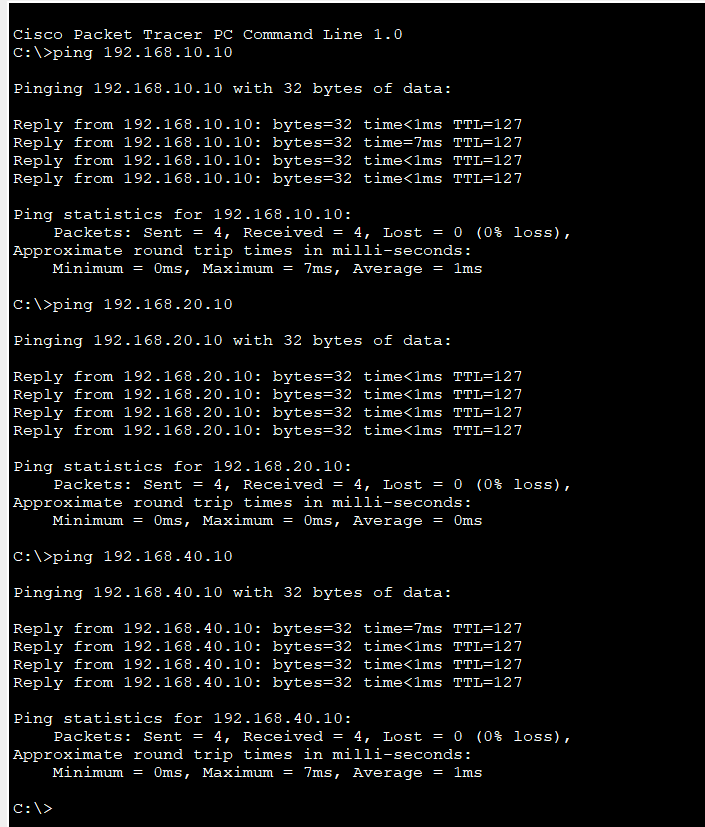 Cisco Packet Tracer PC Command Line 1.0
C:\>ping 192.168.10.10

Pinging 192.168.10.10 with 32 bytes of data:

Reply from 192.168.10.10: bytes=32 time<1ms TTL=127
Reply from 192.168.10.10: bytes=32 time=7ms TTL=127
Reply from 192.168.10.10: bytes=32 time<1ms TTL=127
Reply from 192.168.10.10: bytes=32 time<1ms TTL=127

Ping statistics for 192.168.10.10:
    Packets: Sent = 4, Received = 4, Lost = 0 (0% loss),
Approximate round trip times in milli-seconds:
    Minimum = 0ms, Maximum = 7ms, Average = 1ms

C:\>ping 192.168.20.10

Pinging 192.168.20.10 with 32 bytes of data:

Reply from 192.168.20.10: bytes=32 time<1ms TTL=127
Reply from 192.168.20.10: bytes=32 time<1ms TTL=127
Reply from 192.168.20.10: bytes=32 time<1ms TTL=127
Reply from 192.168.20.10: bytes=32 time<1ms TTL=127

Ping statistics for 192.168.20.10:
    Packets: Sent = 4, Received = 4, Lost = 0 (0% loss),
Approximate round trip times in milli-seconds:
    Minimum = 0ms, Maximum = 0ms, Average = 0ms

C:\>ping 192.168.40.10

Pinging 192.168.40.10 with 32 bytes of data:

Reply from 192.168.40.10: bytes=32 time=7ms TTL=127
Reply from 192.168.40.10: bytes=32 time<1ms TTL=127
Reply from 192.168.40.10: bytes=32 time<1ms TTL=127
Reply from 192.168.40.10: bytes=32 time<1ms TTL=127

Ping statistics for 192.168.40.10:
    Packets: Sent = 4, Received = 4, Lost = 0 (0% loss),
Approximate round trip times in milli-seconds:
    Minimum = 0ms, Maximum = 7ms, Average = 1ms

C:\>